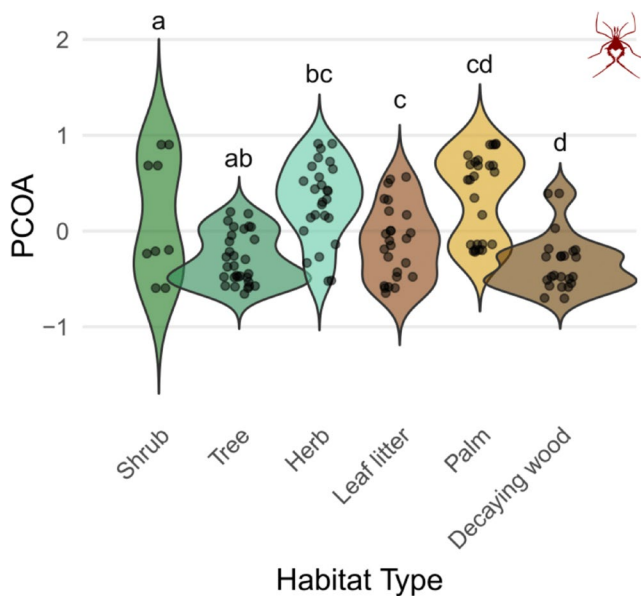 PCOA
2
1
0
−1
a
ab
bc
c
cd
d
Shrub
Tree
Herb
Leaf litter
Palm
Decaying wood
Habitat Type